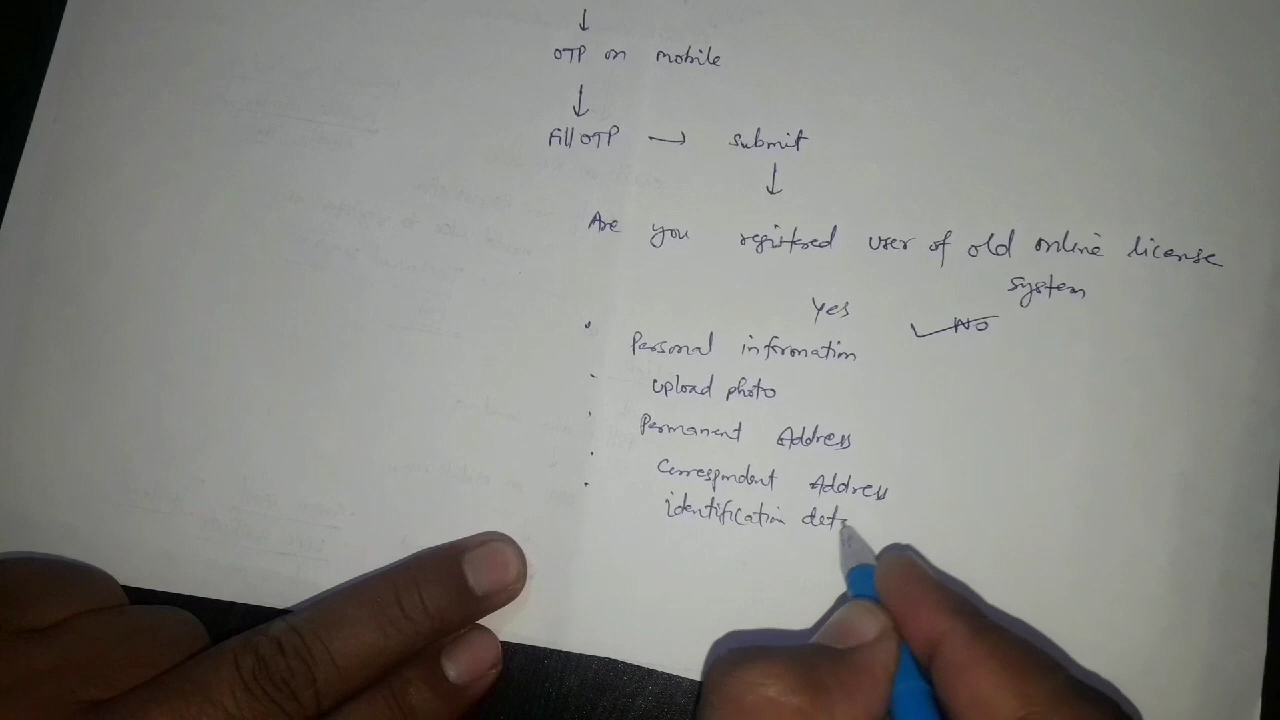 ↓
OTP on mobile
↓
Fill OTP → submit
↓
Are you registered user of old online license
system
Yes ✓ No
• Personal information
• upload photo
• Permanent Address
• Correspondent Address
• identification deta